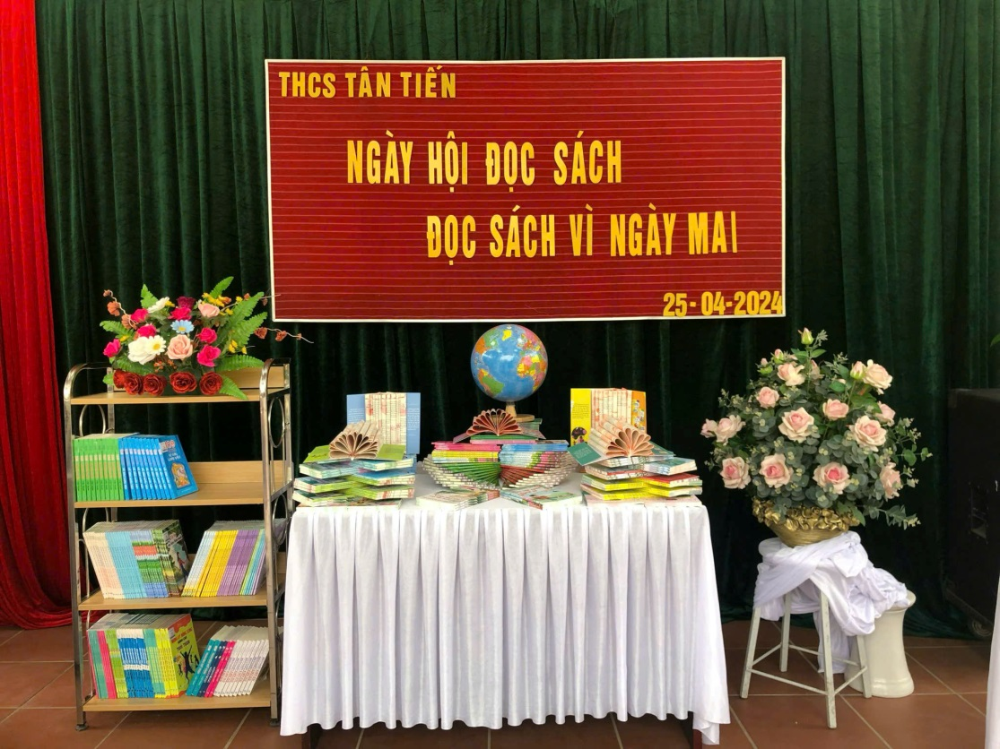 THCS TÂN TIẾN
NGÀY HỘI ĐỌC SÁCH
ĐỌC SÁCH VÌ NGÀY MAI
25-04-2024